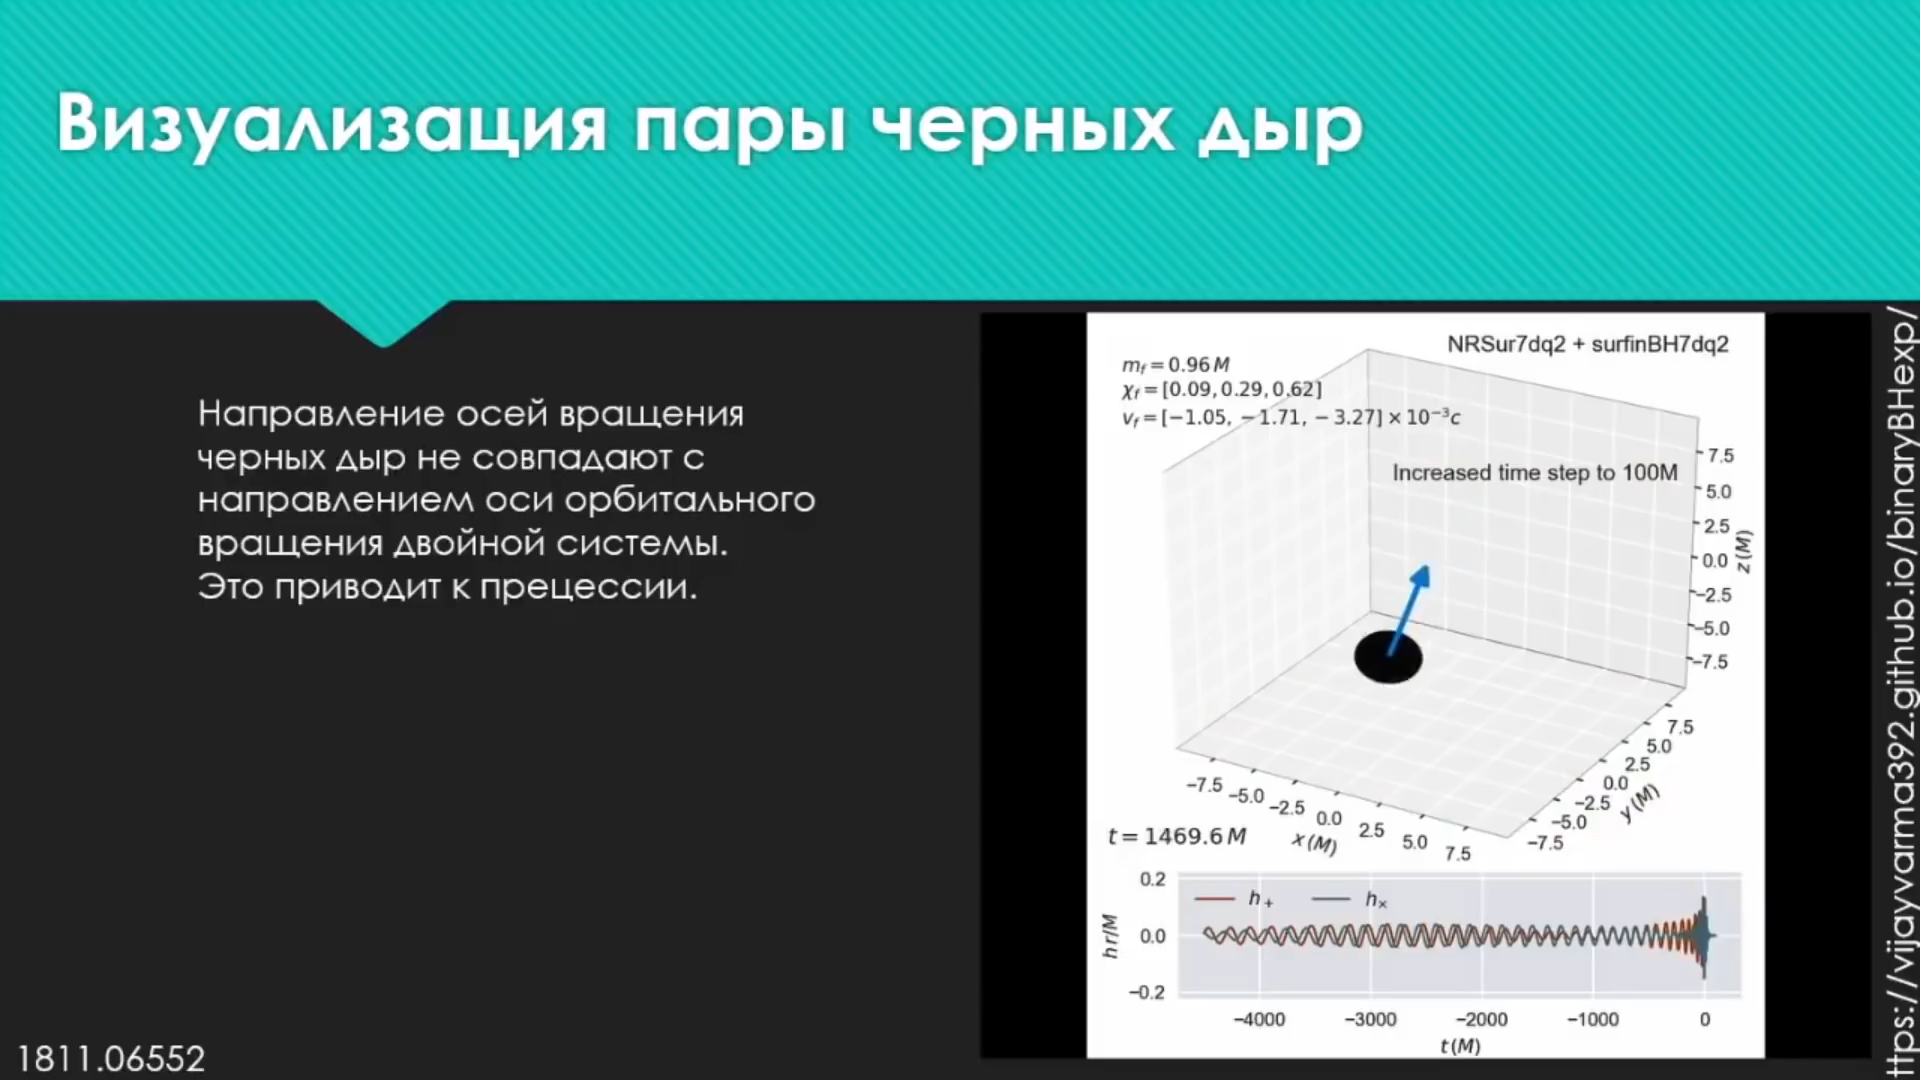 Визуализация пары черных дыр
Направление осей вращения
черных дыр не совпадают с
направлением оси орбитального
вращения двойной системы.
Это приводит к прецессии.
1811.06552
NRSur7dq2 + surfinBH7dq2
m_f = 0.96 M
χ_f = [0.09, 0.29, 0.62]
v_f = [−1.05, −1.71, −3.27] × 10⁻³c
Increased time step to 100M
7.5
5.0
2.5
0.0
−2.5
−5.0
−7.5
z (M)
7.5
5.0
2.5
0.0
−2.5
−5.0
−7.5
y (M)
−7.5
−5.0
−2.5
0.0
2.5
5.0
7.5
x (M)
t = 1469.6 M
0.2
0.0
−0.2
h r/M
h₊ hₓ
−4000 −3000 −2000 −1000 0
t (M)
ttps://vijayvarma392.github.io/binaryBHexp/